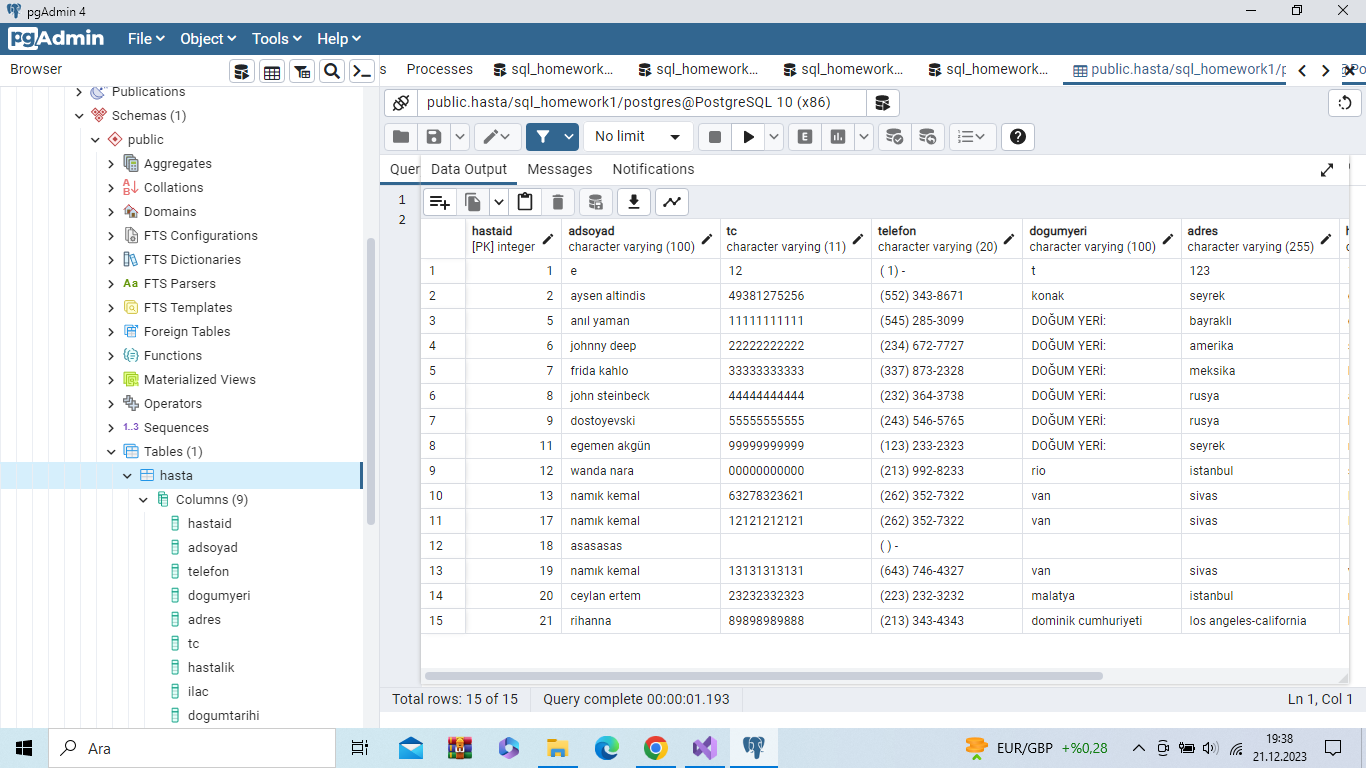 pgAdmin 4
pgAdmin File Object Tools Help
Browser
s Processes sql_homework... sql_homework... sql_homework... sql_homework... public.hasta/sql_homework1/p
public.hasta/sql_homework1/postgres@PostgreSQL 10 (x86)
No limit
E
Publications
Schemas (1)
public
Aggregates
Collations
Domains
FTS Configurations
FTS Dictionaries
FTS Parsers
FTS Templates
Foreign Tables
Functions
Materialized Views
Operators
1..3 Sequences
Tables (1)
hasta
Columns (9)
hastaid
adsoyad
telefon
dogumyeri
adres
tc
hastalik
ilac
dogumtarihi
Quer Data Output Messages Notifications
1
2
hastaid adsoyad tc telefon dogumyeri adres
[PK] integer character varying (100) character varying (11) character varying (20) character varying (100) character varying (255)
1 1 e 12 ( 1) - t 123
2 2 aysen altindis 49381275256 (552) 343-8671 konak seyrek
3 5 anıl yaman 11111111111 (545) 285-3099 DOĞUM YERİ: bayraklı
4 6 johnny deep 22222222222 (234) 672-7727 DOĞUM YERİ: amerika
5 7 frida kahlo 33333333333 (337) 873-2328 DOĞUM YERİ: meksika
6 8 john steinbeck 44444444444 (232) 364-3738 DOĞUM YERİ: rusya
7 9 dostoyevski 55555555555 (243) 546-5765 DOĞUM YERİ: rusya
8 11 egemen akgün 99999999999 (123) 233-2323 DOĞUM YERİ: seyrek
9 12 wanda nara 00000000000 (213) 992-8233 rio istanbul
10 13 namık kemal 63278323621 (262) 352-7322 van sivas
11 17 namık kemal 12121212121 (262) 352-7322 van sivas
12 18 asasasas ( ) -
13 19 namık kemal 13131313131 (643) 746-4327 van sivas
14 20 ceylan ertem 23232332323 (223) 232-3232 malatya istanbul
15 21 rihanna 89898989888 (213) 343-4343 dominik cumhuriyeti los angeles-california
Total rows: 15 of 15 Query complete 00:00:01.193 Ln 1, Col 1
Ara
EUR/GBP +%0,28
19:38
21.12.2023